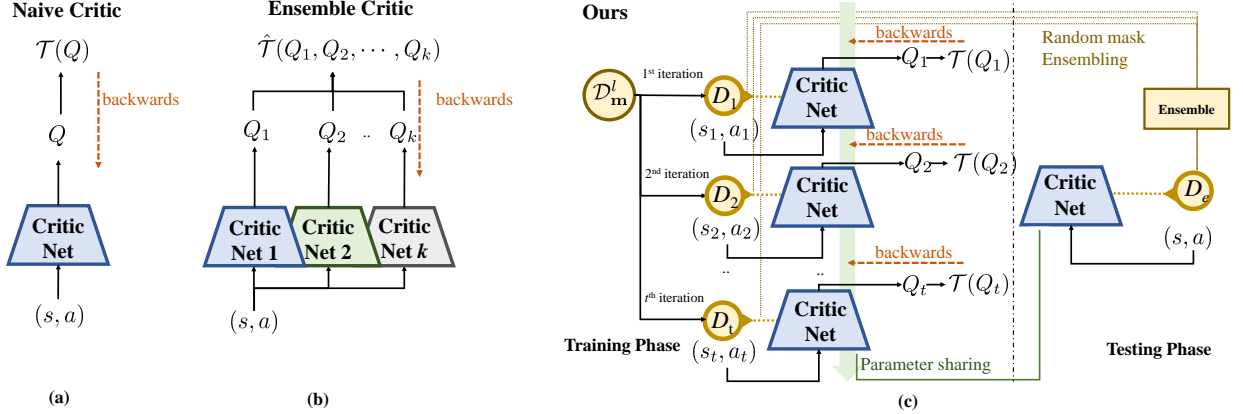 Naive Critic
𝒯(Q)
backwards
Q
Critic
Net
(s, a)
(a)
Ensemble Critic
𝒯̂(Q₁, Q₂, ⋯, Qₖ)
backwards
Q₁ Q₂ .. Qₖ
Critic
Net 1
Critic
Net 2
Critic
Net k
(s, a)
(b)
Ours
𝒟ₘˡ
1st iteration
D₁
(s₁, a₁)
Critic
Net
backwards
Q₁ 𝒯(Q₁)
2nd iteration
D₂
(s₂, a₂)
Critic
Net
backwards
Q₂ 𝒯(Q₂)
..
..
tth iteration
Dₜ
(sₜ, aₜ)
Critic
Net
backwards
Qₜ 𝒯(Qₜ)
Training Phase
Parameter sharing
Random mask
Ensembling
Ensemble
Critic
Net
Dₑ
(s, a)
Testing Phase
(c)